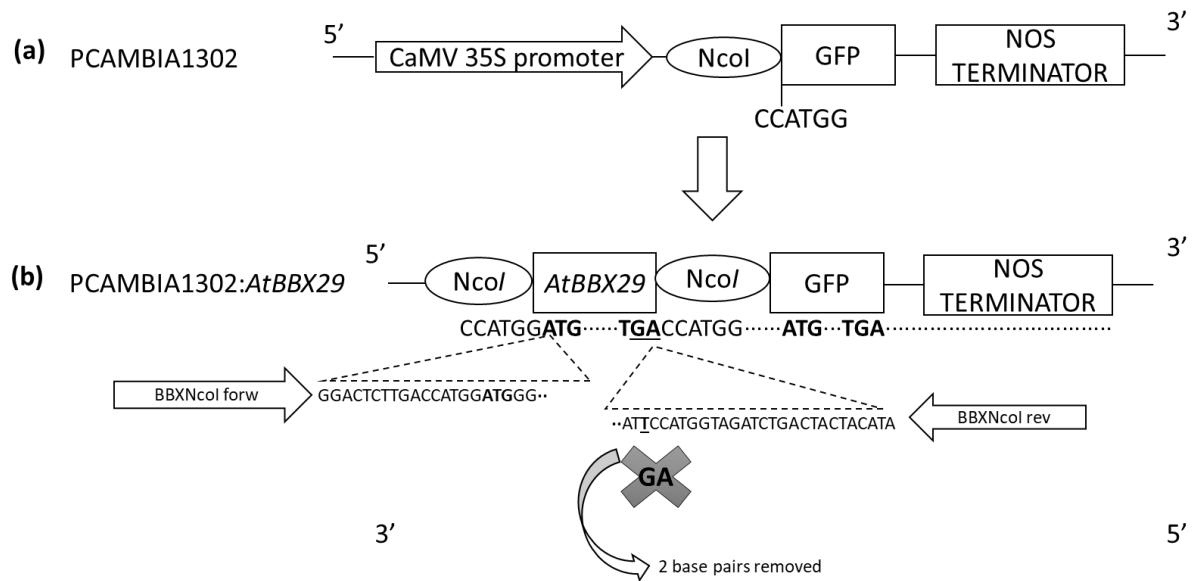 5’
3’
(a) PCAMBIA1302
CaMV 35S promoter
NcoI
GFP
NOS
TERMINATOR
CCATGG
5’
3’
(b) PCAMBIA1302:AtBBX29
NcoI
AtBBX29
NcoI
GFP
NOS
TERMINATOR
CCATGGATG······TGACCATGG······ATG···TGA······························
BBXNcoI forw
GGACTCTTGACCATGGATGGG··
··ATTCCATGGTAGATCTGACTACTACATA
BBXNcoI rev
GA
3’
5’
2 base pairs removed